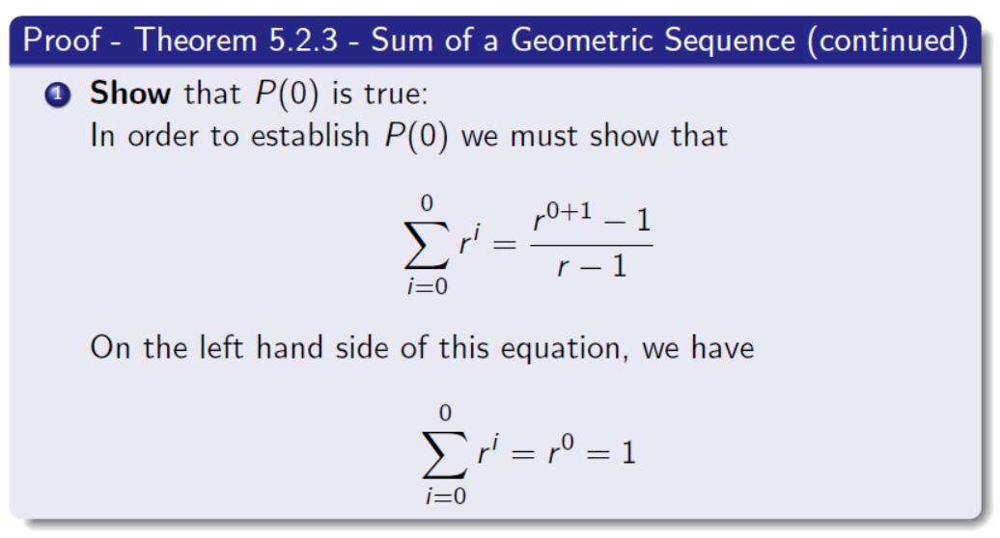 Proof - Theorem 5.2.3 - Sum of a Geometric Sequence (continued)
1 Show that P(0) is true:
In order to establish P(0) we must show that
$\sum_{i=0}^{0} r^i = \frac{r^{0+1} - 1}{r - 1}$
On the left hand side of this equation, we have
$\sum_{i=0}^{0} r^i = r^0 = 1$